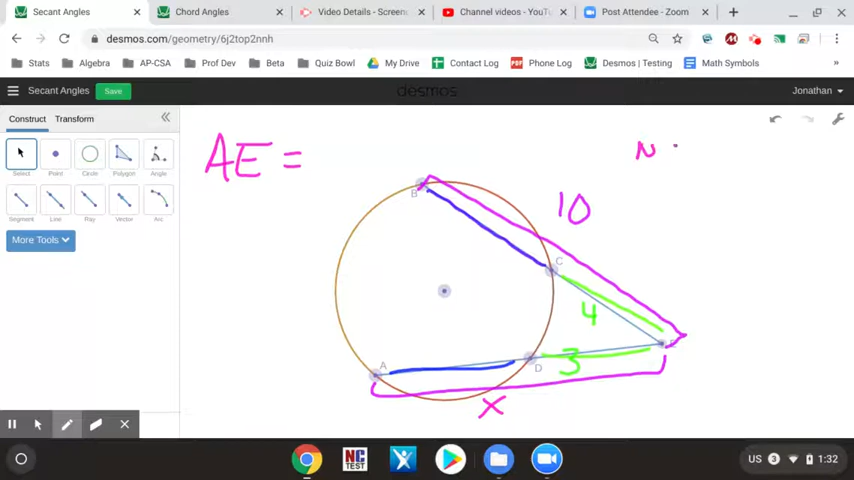 Secant Angles
Chord Angles
Video Details - Screen
Channel videos - YouTu
Post Attendee - Zoom
desmos.com/geometry/6j2top2nnh
Stats
Algebra
AP-CSA
Prof Dev
Beta
Quiz Bowl
My Drive
Contact Log
Phone Log
Desmos | Testing
Math Symbols
Secant Angles
Save
desmos
Jonathan
Construct
Transform
Select
Point
Circle
Polygon
Angle
Segment
Line
Ray
Vector
Arc
More Tools
AE =
N
B
10
C
4
E
A
D
3
X
NC
TEST
US
3
1:32